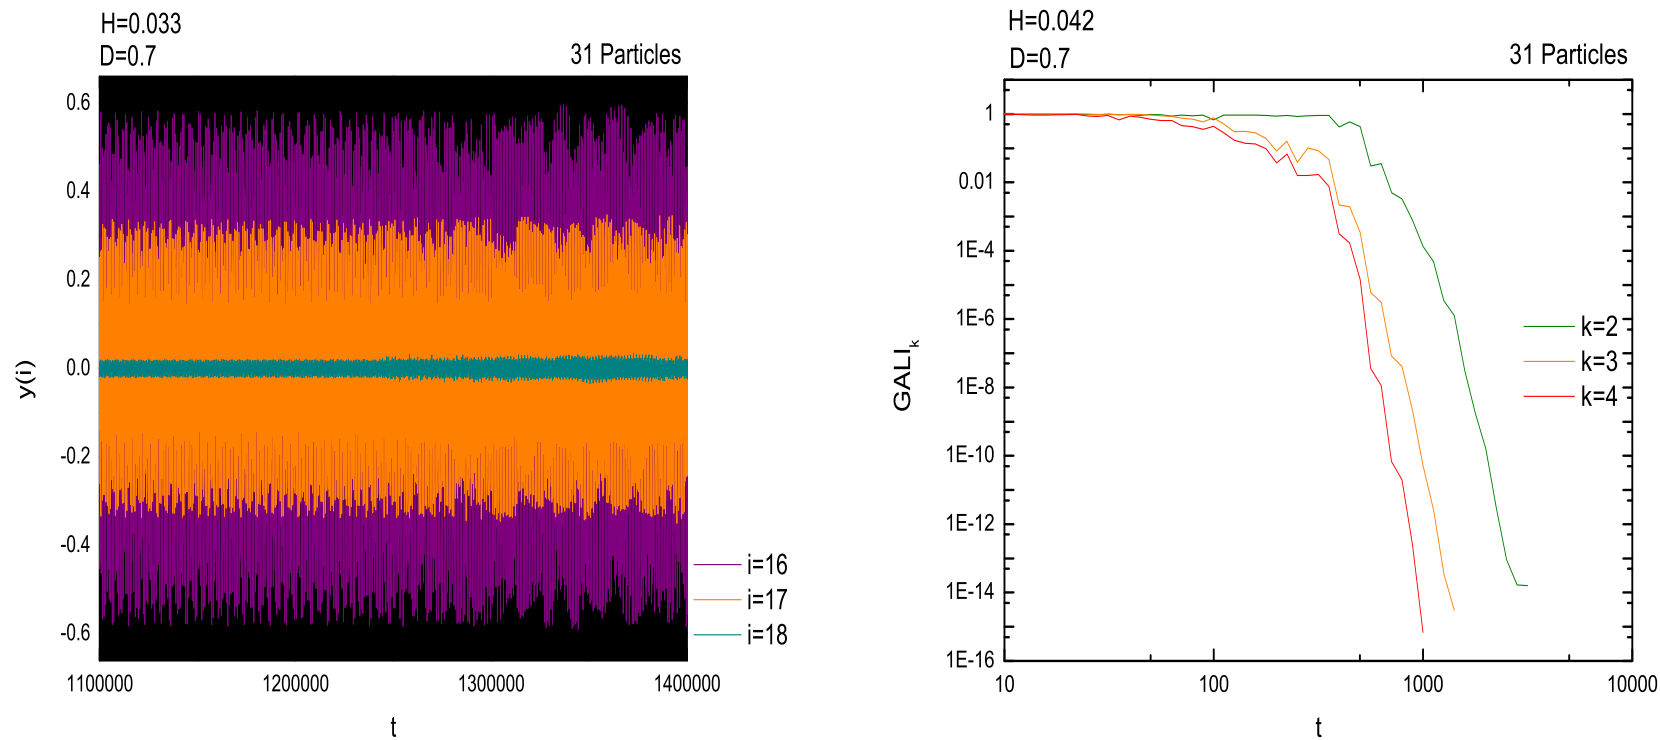 H=0.033
D=0.7
31 Particles
0.6
0.4
0.2
0.0
-0.2
-0.4
-0.6
y(i)
1100000 1200000 1300000 1400000
t
i=16
i=17
i=18
H=0.042
D=0.7
31 Particles
1
0.01
1E-4
1E-6
1E-8
1E-10
1E-12
1E-14
1E-16
GALIk
10 100 1000 10000
t
k=2
k=3
k=4